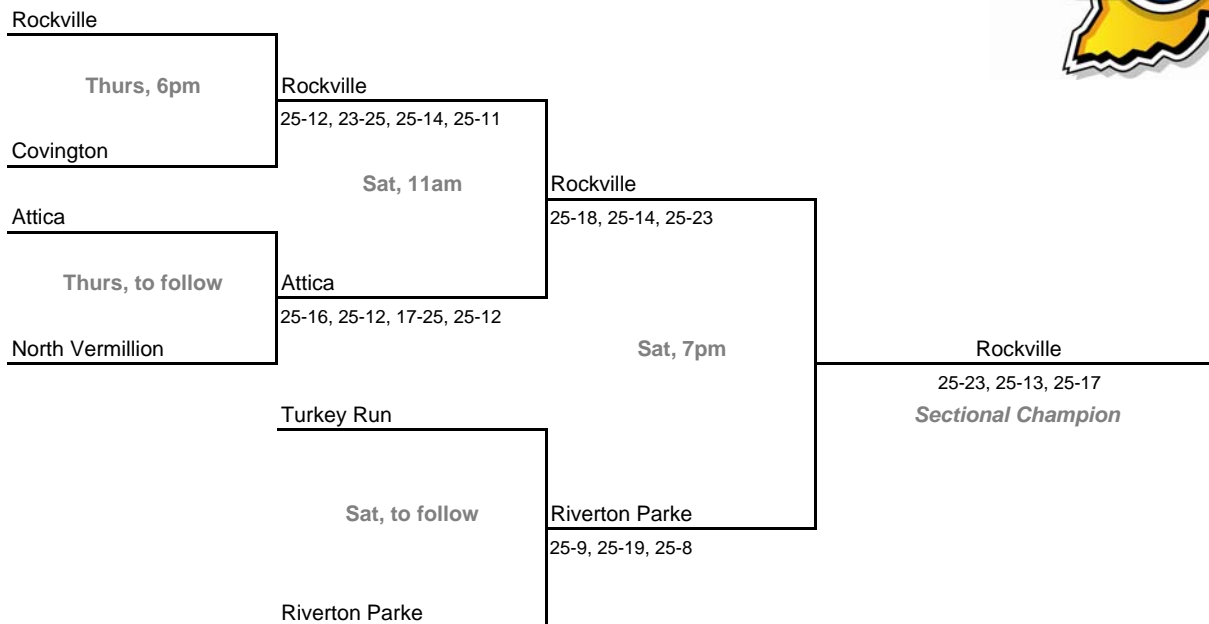 Rockville
Thurs, 6pm
Rockville
25-12, 23-25, 25-14, 25-11
Covington
Sat, 11am
Rockville
Attica
25-18, 25-14, 25-23
Thurs, to follow
Attica
25-16, 25-12, 17-25, 25-12
North Vermillion
Sat, 7pm
Rockville
25-23, 25-13, 25-17
Turkey Run
Sectional Champion
Sat, to follow
Riverton Parke
25-9, 25-19, 25-8
Riverton Parke